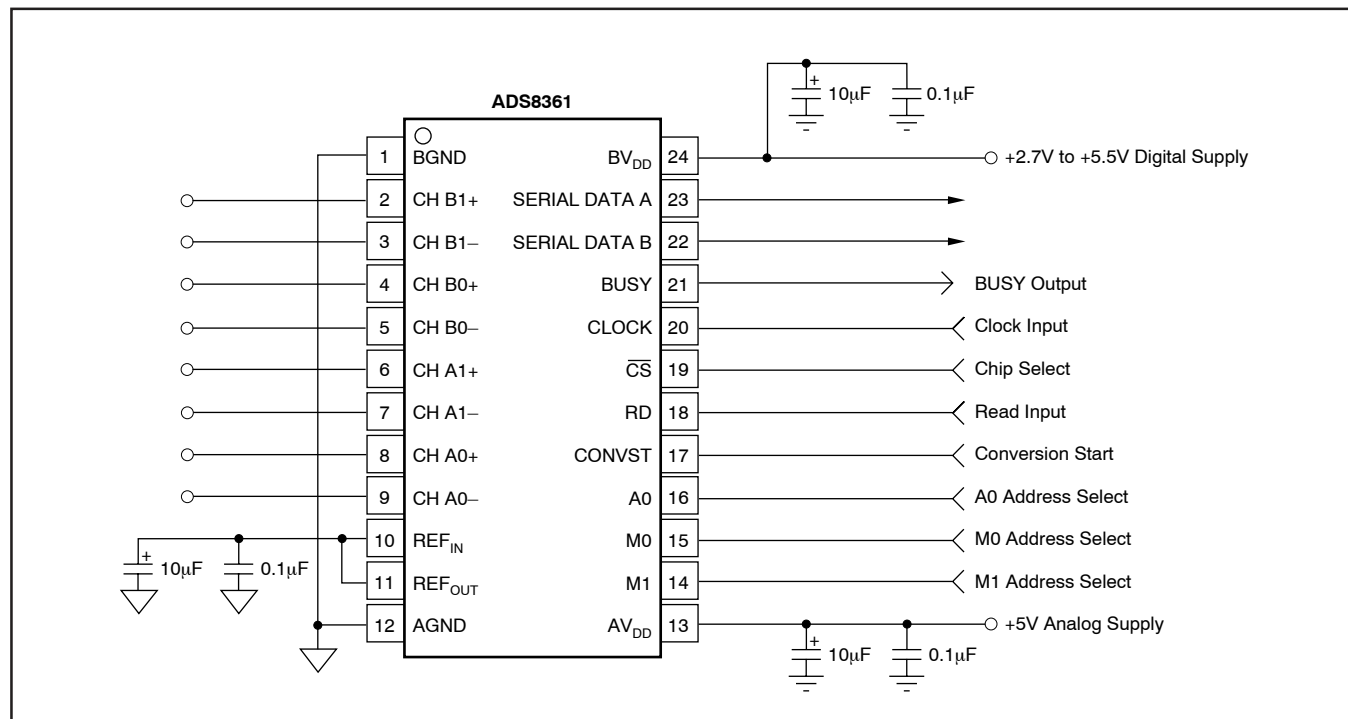 +
10µF
0.1µF
ADS8361
1
BGND
BVDD
24
+2.7V to +5.5V Digital Supply
2
CH B1+
SERIAL DATA A
23
3
CH B1–
SERIAL DATA B
22
4
CH B0+
BUSY
21
BUSY Output
5
CH B0–
CLOCK
20
Clock Input
6
CH A1+
CS
19
Chip Select
7
CH A1–
RD
18
Read Input
8
CH A0+
CONVST
17
Conversion Start
9
CH A0–
A0
16
A0 Address Select
10
REFIN
M0
15
M0 Address Select
+
10µF
0.1µF
11
REFOUT
M1
14
M1 Address Select
12
AGND
AVDD
13
+5V Analog Supply
+
10µF
0.1µF